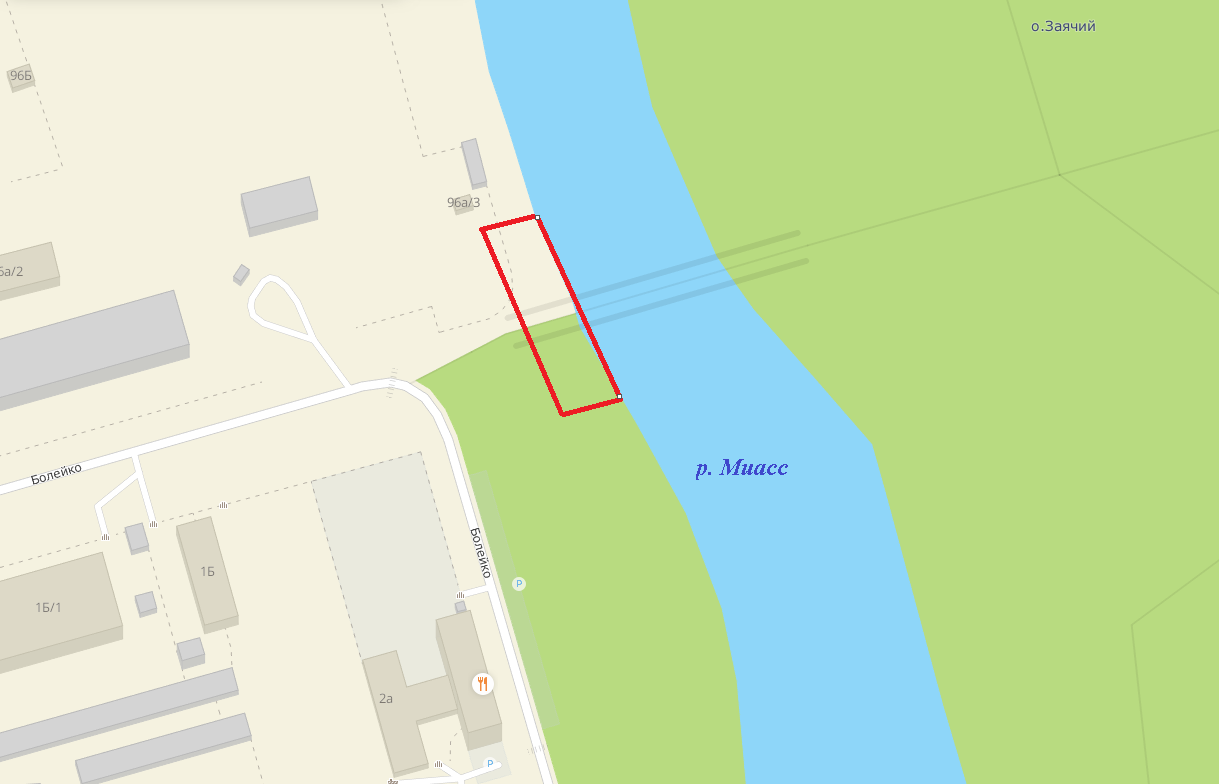 о.Заячий
96Б
96а/3
6а/2
Болейко
р. Миасс
Болейко
1Б
P
1Б/1
2а
P